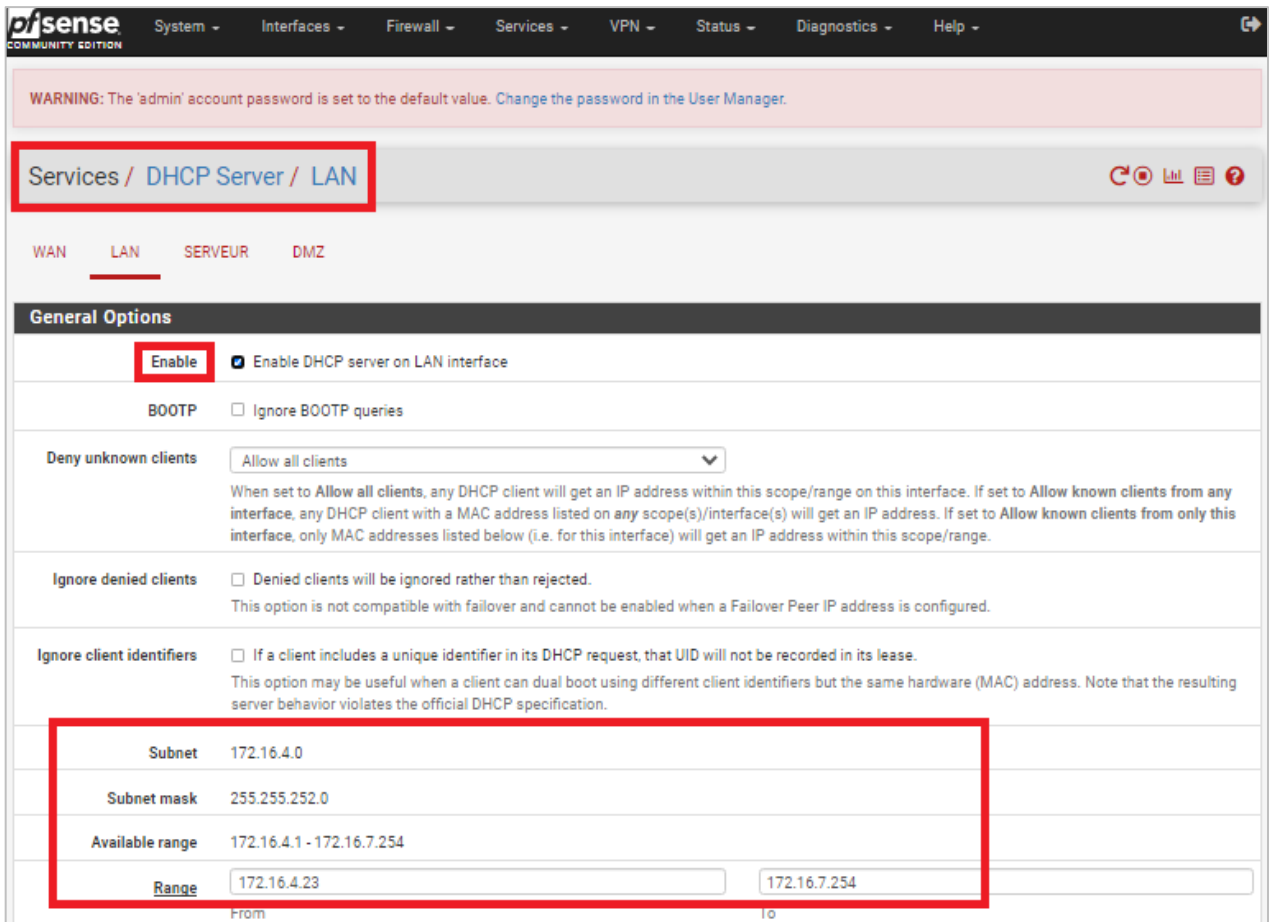 pfsense
COMMUNITY EDITION
System Interfaces Firewall Services VPN Status Diagnostics Help
WARNING: The 'admin' account password is set to the default value. Change the password in the User Manager.
Services / DHCP Server / LAN
WAN LAN SERVEUR DMZ
General Options
Enable Enable DHCP server on LAN interface
BOOTP Ignore BOOTP queries
Deny unknown clients Allow all clients
When set to Allow all clients, any DHCP client will get an IP address within this scope/range on this interface. If set to Allow known clients from any
interface, any DHCP client with a MAC address listed on any scope(s)/interface(s) will get an IP address. If set to Allow known clients from only this
interface, only MAC addresses listed below (i.e. for this interface) will get an IP address within this scope/range.
Ignore denied clients Denied clients will be ignored rather than rejected.
This option is not compatible with failover and cannot be enabled when a Failover Peer IP address is configured.
Ignore client identifiers If a client includes a unique identifier in its DHCP request, that UID will not be recorded in its lease.
This option may be useful when a client can dual boot using different client identifiers but the same hardware (MAC) address. Note that the resulting
server behavior violates the official DHCP specification.
Subnet 172.16.4.0
Subnet mask 255.255.252.0
Available range 172.16.4.1 - 172.16.7.254
Range 172.16.4.23 172.16.7.254
From To